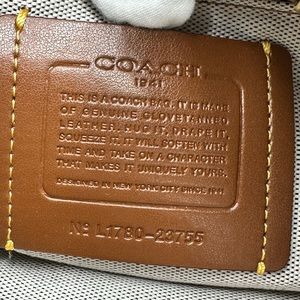 COACH
1941
THIS IS A COACH BAG. IT IS MADE
OF GENUINE GLOVETANNED
LEATHER. RUB IT, DRAPE IT,
SQUEEZE IT. IT WILL SOFTEN WITH
TIME AND TAKE ON A CHARACTER
THAT MAKES IT UNIQUELY YOURS.
DESIGNED IN NEW YORK CITY SINCE 1941
Nº L1780-23755